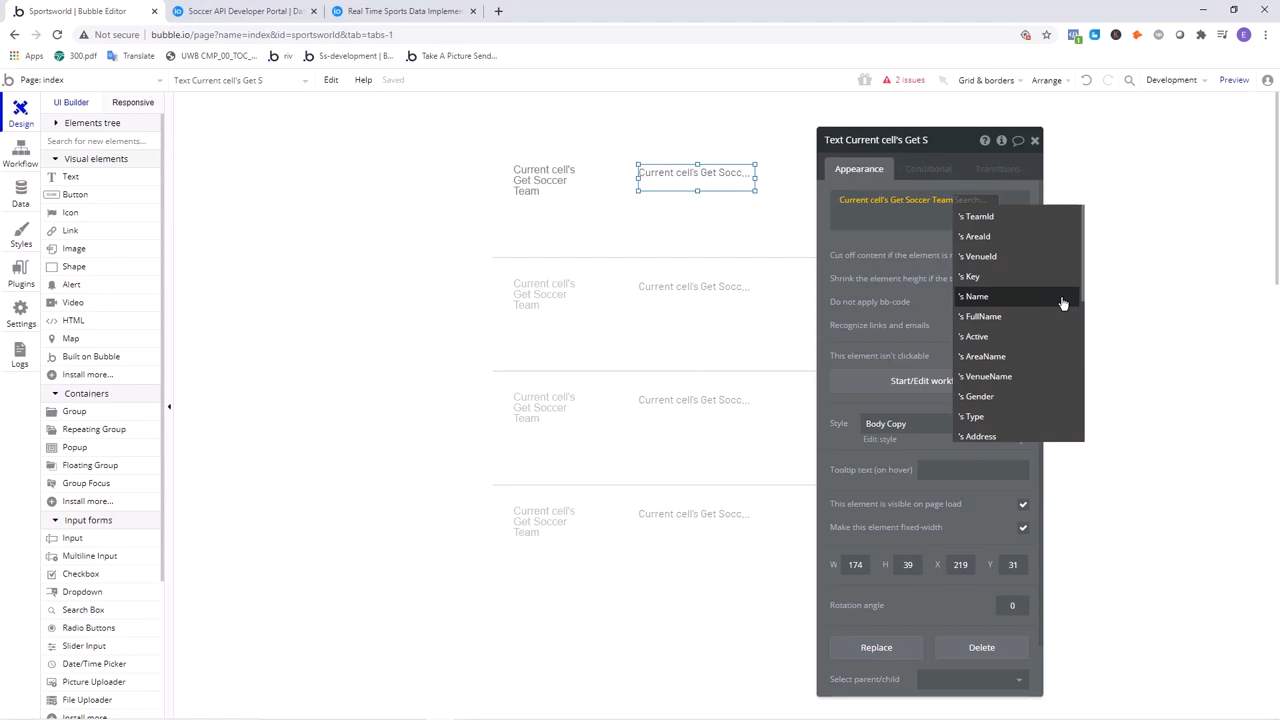 Sportsworld | Bubble Editor
Soccer API Developer Portal | Dat
Real Time Sports Data Implemen
Not secure
bubble.io/page?name=index&id=sportsworld&tab=tabs-1
E
Apps
300.pdf
Translate
UWB CMP_00_TOC_...
riv
Ss-development | B...
Take A Picture Send...
Page: index
Text Current cell's Get S
Edit
Help
Saved
2 issues
Grid & borders
Arrange
Development
Preview
Design
Workflow
Data
Styles
Plugins
Settings
Logs
UI Builder
Responsive
Elements tree
Search for new elements...
Visual elements
Text
Button
Icon
Link
Image
Shape
Alert
Video
HTML
Map
Built on Bubble
Install more...
Containers
Group
Repeating Group
Popup
Floating Group
Group Focus
Install more...
Input forms
Input
Multiline Input
Checkbox
Dropdown
Search Box
Radio Buttons
Slider Input
Date/Time Picker
Picture Uploader
File Uploader
Install more
Current cell's
Get Soccer
Team
Current cell's Get Socc...
Current cell's
Get Soccer
Team
Current cell's Get Socc...
Current cell's
Get Soccer
Team
Current cell's Get Socc...
Current cell's
Get Soccer
Team
Current cell's Get Socc...
Text Current cell's Get S
Appearance
Conditional
Transitions
Current cell's Get Soccer Team
Search...
's TeamId
's AreaId
's VenueId
's Key
's Name
's FullName
's Active
's AreaName
's VenueName
's Gender
's Type
's Address
Cut off content if the element is
Shrink the element height if the
Do not apply bb-code
Recognize links and emails
This element isn't clickable
Start/Edit workf
Style
Body Copy
Edit style
Tooltip text (on hover)
This element is visible on page load
Make this element fixed-width
W 174 H 39 X 219 Y 31
Rotation angle
0
Replace
Delete
Select parent/child